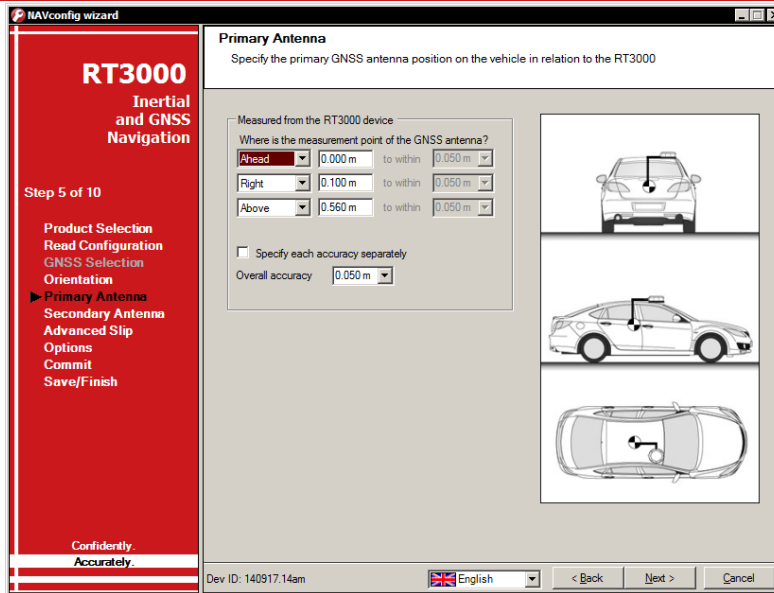 NAVconfig wizard
RT3000
Inertial
and GNSS
Navigation
Step 5 of 10
Product Selection
Read Configuration
GNSS Selection
Orientation
Primary Antenna
Secondary Antenna
Advanced Slip
Options
Commit
Save/Finish
Confidently.
Accurately.
Primary Antenna
Specify the primary GNSS antenna position on the vehicle in relation to the RT3000
Measured from the RT3000 device
Where is the measurement point of the GNSS antenna?
Ahead 0.000 m to within 0.050 m
Right 0.100 m to within 0.050 m
Above 0.560 m to within 0.050 m
Specify each accuracy separately
Overall accuracy 0.050 m
Dev ID: 140917.14am English < Back Next > Cancel